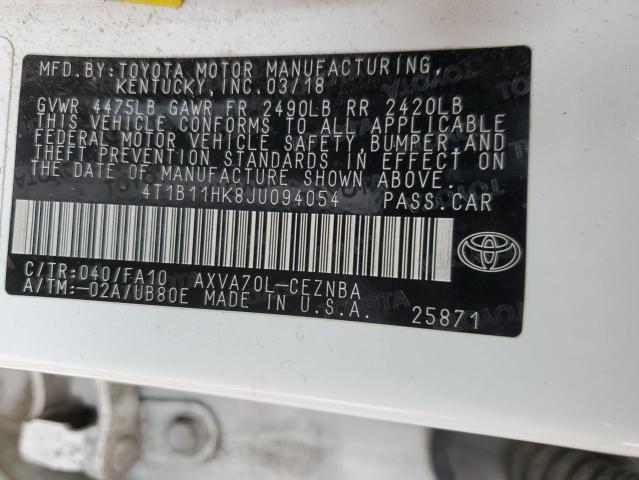 MFD.BY:TOYOTA MOTOR MANUFACTURING,
KENTUCKY, INC.03/18
GVWR 4475LB GAWR FR 2490LB RR 2420LB
THIS VEHICLE CONFORMS TO ALL APPLICABLE
FEDERAL MOTOR VEHICLE SAFETY, BUMPER, AND
THEFT PREVENTION STANDARDS IN EFFECT ON
THE DATE OF MANUFACTURE SHOWN ABOVE.
4T1B11HK8JU094054 PASS.CAR
C/TR:040/FA10 AXVA70L-CEZNBA
A/TM:-02A/UB80E MADE IN U.S.A. 25871